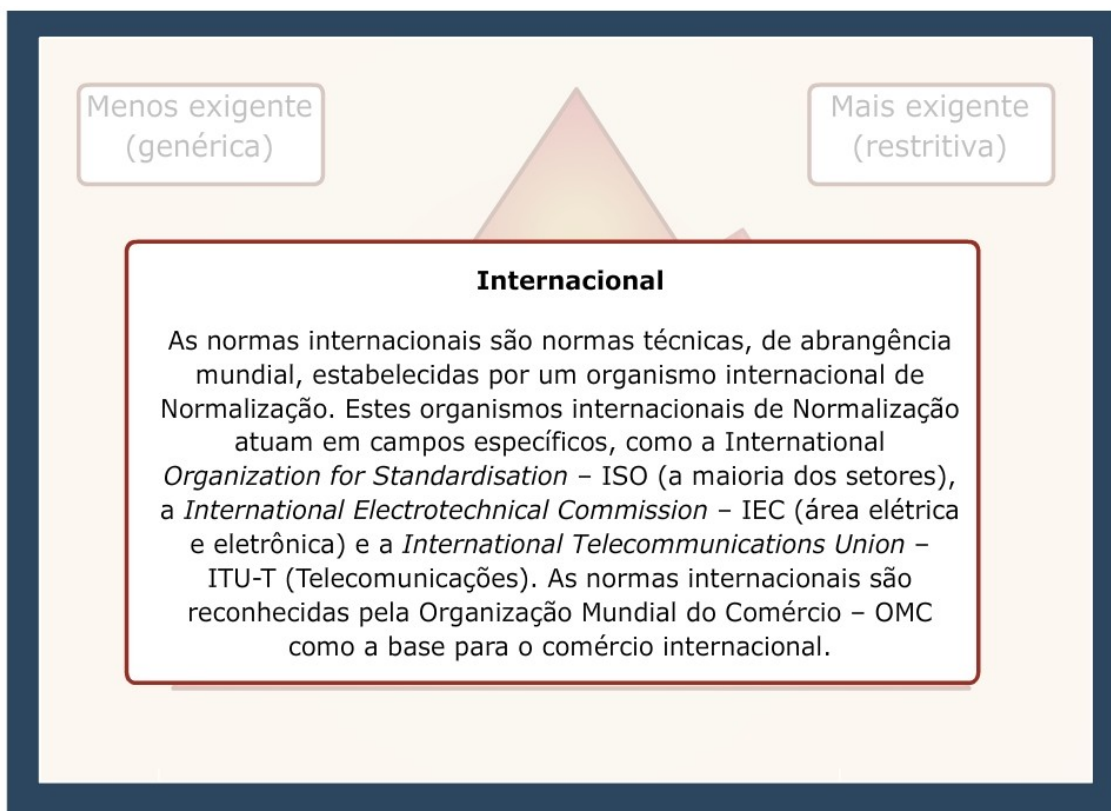 Menos exigente
(genérica)
Mais exigente
(restritiva)
Internacional
As normas internacionais são normas técnicas, de abrangência
mundial, estabelecidas por um organismo internacional de
Normalização. Estes organismos internacionais de Normalização
atuam em campos específicos, como a International
Organization for Standardisation – ISO (a maioria dos setores),
a International Electrotechnical Commission – IEC (área elétrica
e eletrônica) e a International Telecommunications Union –
ITU-T (Telecomunicações). As normas internacionais são
reconhecidas pela Organização Mundial do Comércio – OMC
como a base para o comércio internacional.